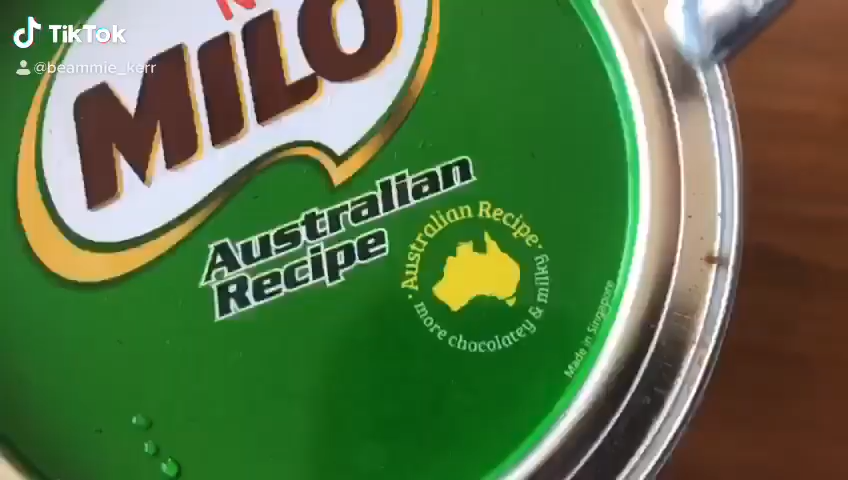 TikTok
@beammie_kerr
MILO
Australian
Recipe
· Australian Recipe ·
more chocolatey & milky
Made in Singapore